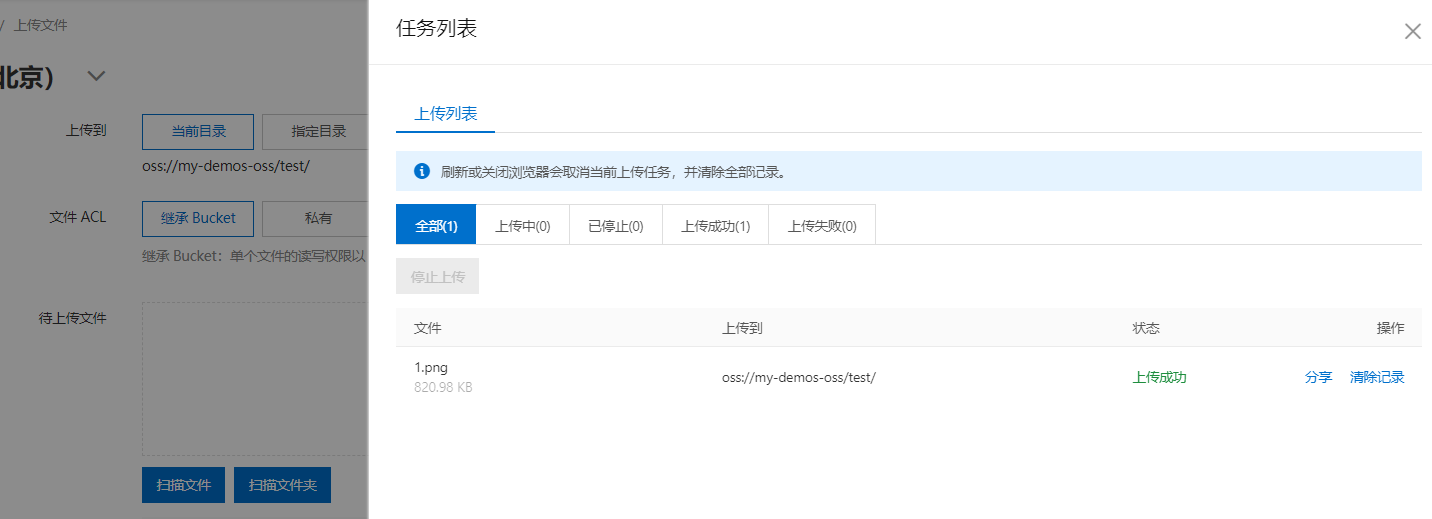 / 上传文件
北京）
上传到
当前目录
指定目录
oss://my-demos-oss/test/
文件 ACL
继承 Bucket
私有
继承 Bucket：单个文件的读写权限以
待上传文件
扫描文件
扫描文件夹
任务列表
上传列表
刷新或关闭浏览器会取消当前上传任务，并清除全部记录。
全部(1)
上传中(0)
已停止(0)
上传成功(1)
上传失败(0)
停止上传
文件
上传到
状态
操作
1.png
820.98 KB
oss://my-demos-oss/test/
上传成功
分享
清除记录